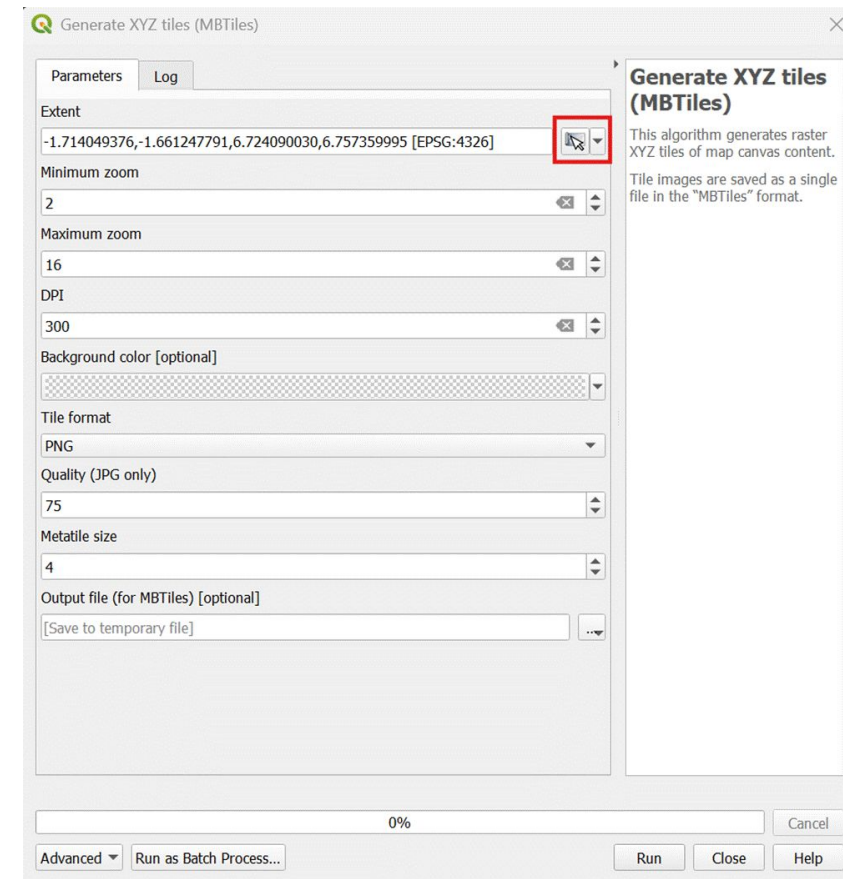 Generate XYZ tiles (MBTiles)
Parameters
Log
Extent
-1.714049376,-1.661247791,6.724090030,6.757359995 [EPSG:4326]
Minimum zoom
2
Maximum zoom
16
DPI
300
Background color [optional]
Tile format
PNG
Quality (JPG only)
75
Metatile size
4
Output file (for MBTiles) [optional]
[Save to temporary file]
...
Generate XYZ tiles
(MBTiles)
This algorithm generates raster
XYZ tiles of map canvas content.
Tile images are saved as a single
file in the “MBTiles” format.
0%
Cancel
Advanced
Run as Batch Process...
Run
Close
Help